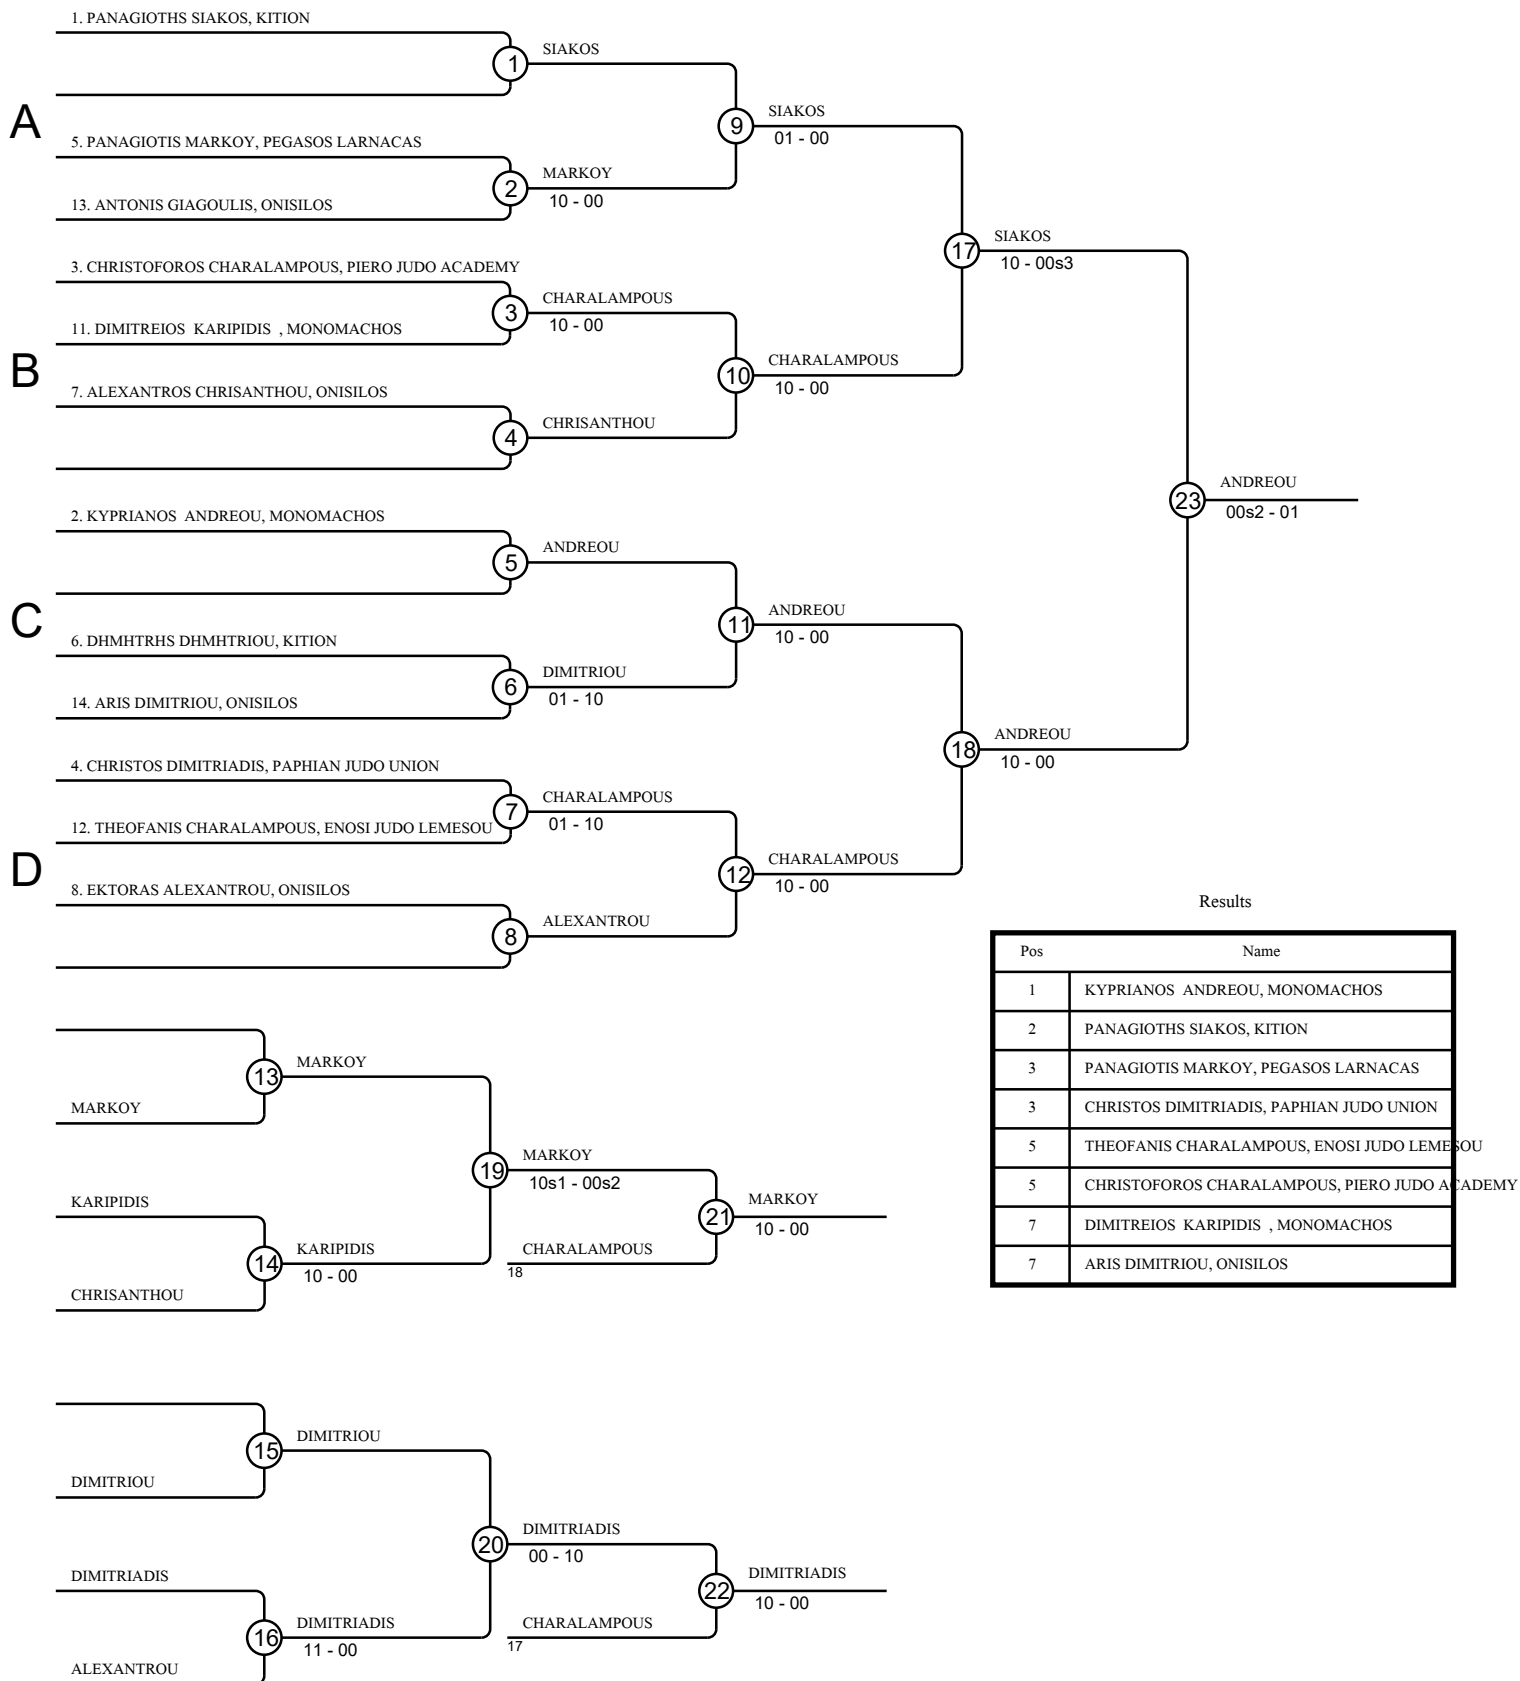 1. PANAGIOTHS SIAKOS, KITION
1
SIAKOS
A
5. PANAGIOTIS MARKOY, PEGASOS LARNACAS
2
MARKOY
10 - 00
13. ANTONIS GIAGOULIS, ONISILOS
9
SIAKOS
01 - 00
3. CHRISTOFOROS CHARALAMPOUS, PIERO JUDO ACADEMY
3
CHARALAMPOUS
10 - 00
11. DIMITREIOS  KARIPIDIS  , MONOMACHOS
B
7. ALEXANTROS CHRISANTHOU, ONISILOS
4
CHRISANTHOU
10
CHARALAMPOUS
10 - 00
17
SIAKOS
10 - 00s3
2. KYPRIANOS  ANDREOU, MONOMACHOS
5
ANDREOU
C
6. DHMHTRHS DHMHTRIOU, KITION
6
DIMITRIOU
01 - 10
14. ARIS DIMITRIOU, ONISILOS
11
ANDREOU
10 - 00
4. CHRISTOS DIMITRIADIS, PAPHIAN JUDO UNION
7
CHARALAMPOUS
01 - 10
12. THEOFANIS CHARALAMPOUS, ENOSI JUDO LEMESOU
D
8. EKTORAS ALEXANTROU, ONISILOS
8
ALEXANTROU
12
CHARALAMPOUS
10 - 00
18
ANDREOU
10 - 00
23
ANDREOU
00s2 - 01
Results
Pos Name
1 KYPRIANOS  ANDREOU, MONOMACHOS
2 PANAGIOTHS SIAKOS, KITION
3 PANAGIOTIS MARKOY, PEGASOS LARNACAS
3 CHRISTOS DIMITRIADIS, PAPHIAN JUDO UNION
5 THEOFANIS CHARALAMPOUS, ENOSI JUDO LEMESOU
5 CHRISTOFOROS CHARALAMPOUS, PIERO JUDO ACADEMY
7 DIMITREIOS  KARIPIDIS  , MONOMACHOS
7 ARIS DIMITRIOU, ONISILOS
13
MARKOY
MARKOY
KARIPIDIS
14
KARIPIDIS
10 - 00
CHRISANTHOU
19
MARKOY
10s1 - 00s2
CHARALAMPOUS
18
21
MARKOY
10 - 00
15
DIMITRIOU
DIMITRIOU
DIMITRIADIS
16
DIMITRIADIS
11 - 00
ALEXANTROU
20
DIMITRIADIS
00 - 10
CHARALAMPOUS
17
22
DIMITRIADIS
10 - 00